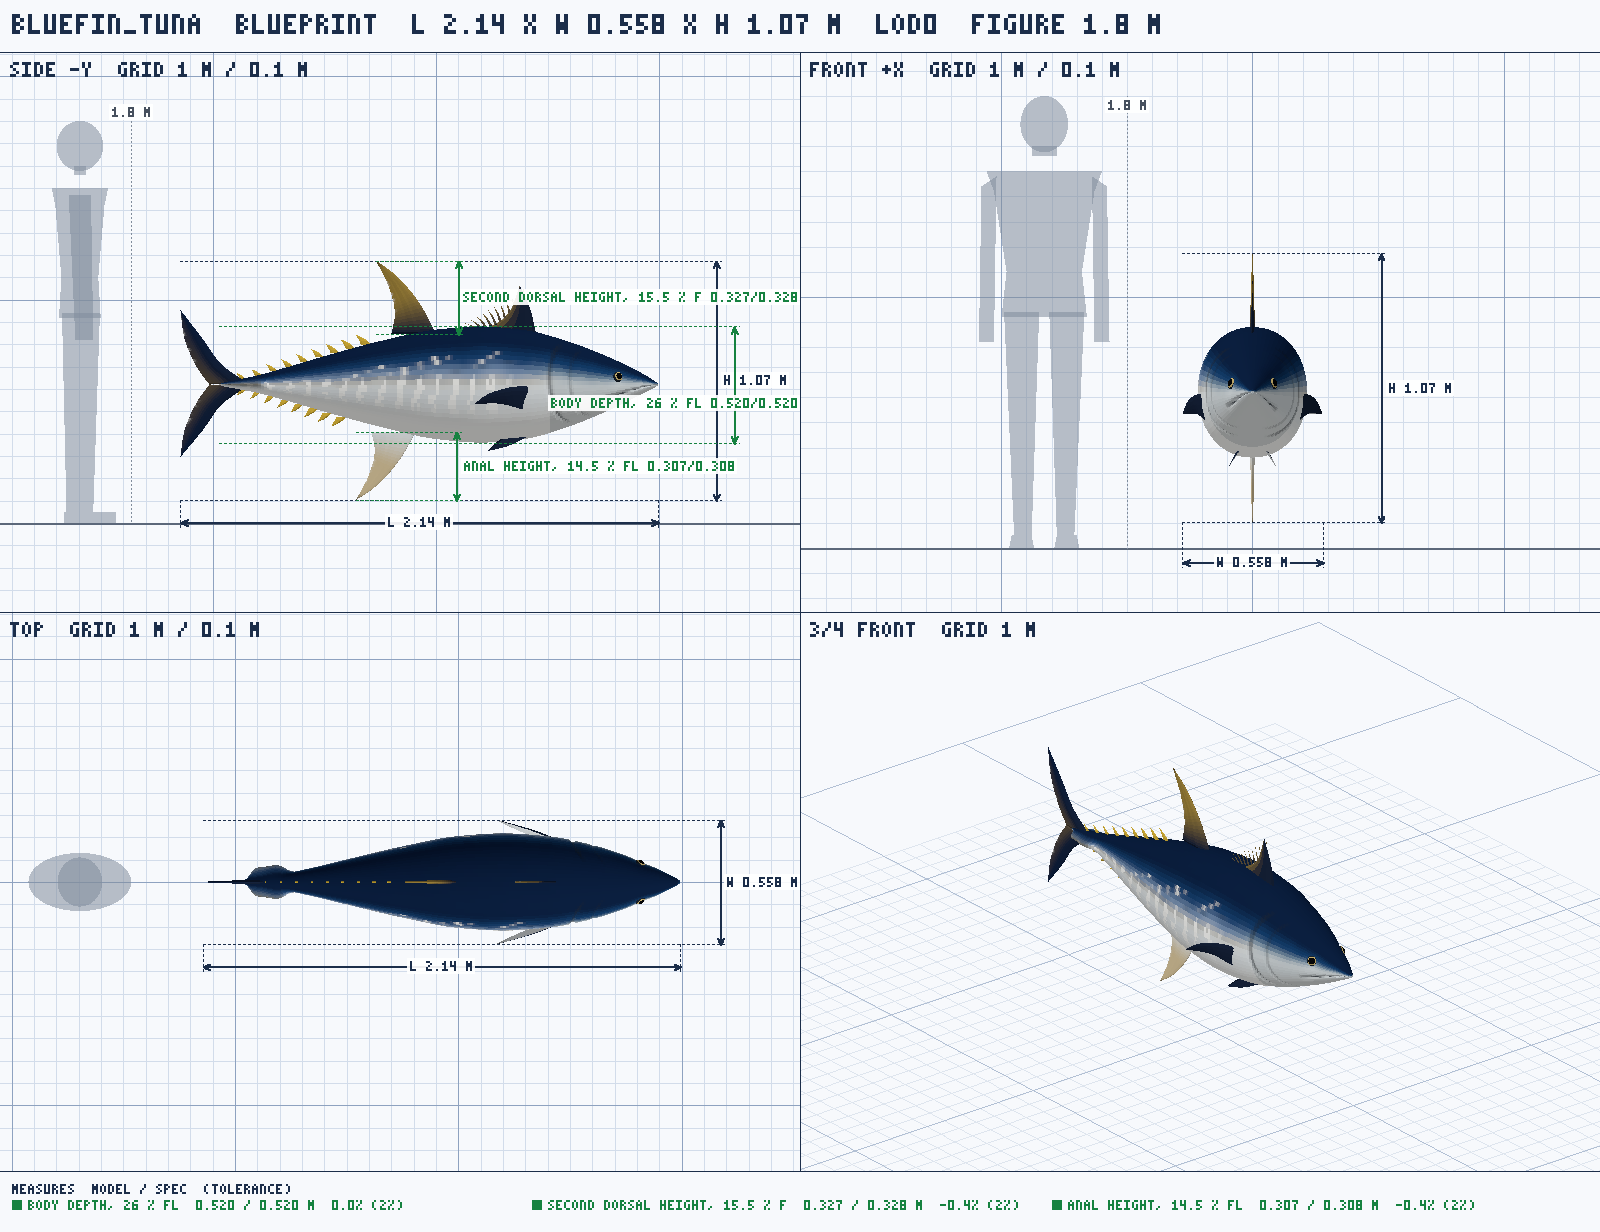 BLUEFIN_TUNA BLUEPRINT L 2.14 X W 0.558 X H 1.07 M LOD0 FIGURE 1.8 M
SIDE -Y GRID 1 M / 0.1 M
1.8 M
SECOND DORSAL HEIGHT, 15.5 % F 0.327/0.328
H 1.07 M
BODY DEPTH, 26 % FL 0.520/0.520
ANAL HEIGHT, 14.5 % FL 0.307/0.308
L 2.14 M
FRONT +X GRID 1 M / 0.1 M
1.8 M
H 1.07 M
W 0.558 M
TOP GRID 1 M / 0.1 M
W 0.558 M
L 2.14 M
3/4 FRONT GRID 1 M
MEASURES MODEL / SPEC (TOLERANCE)
BODY DEPTH, 26 % FL 0.520 / 0.520 M 0.0% (2%)
SECOND DORSAL HEIGHT, 15.5 % F 0.327 / 0.328 M -0.4% (2%)
ANAL HEIGHT, 14.5 % FL 0.307 / 0.308 M -0.4% (2%)